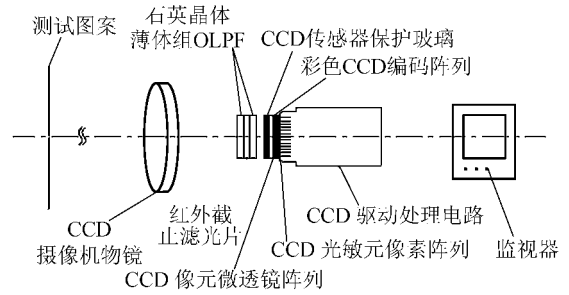 测试图案
石英晶体
薄体组OLPF
CCD传感器保护玻璃
彩色CCD编码阵列
CCD
摄像机物镜
红外截
止滤光片
CCD 驱动处理电路
CCD 光敏元像素阵列
监视器
CCD 像元微透镜阵列